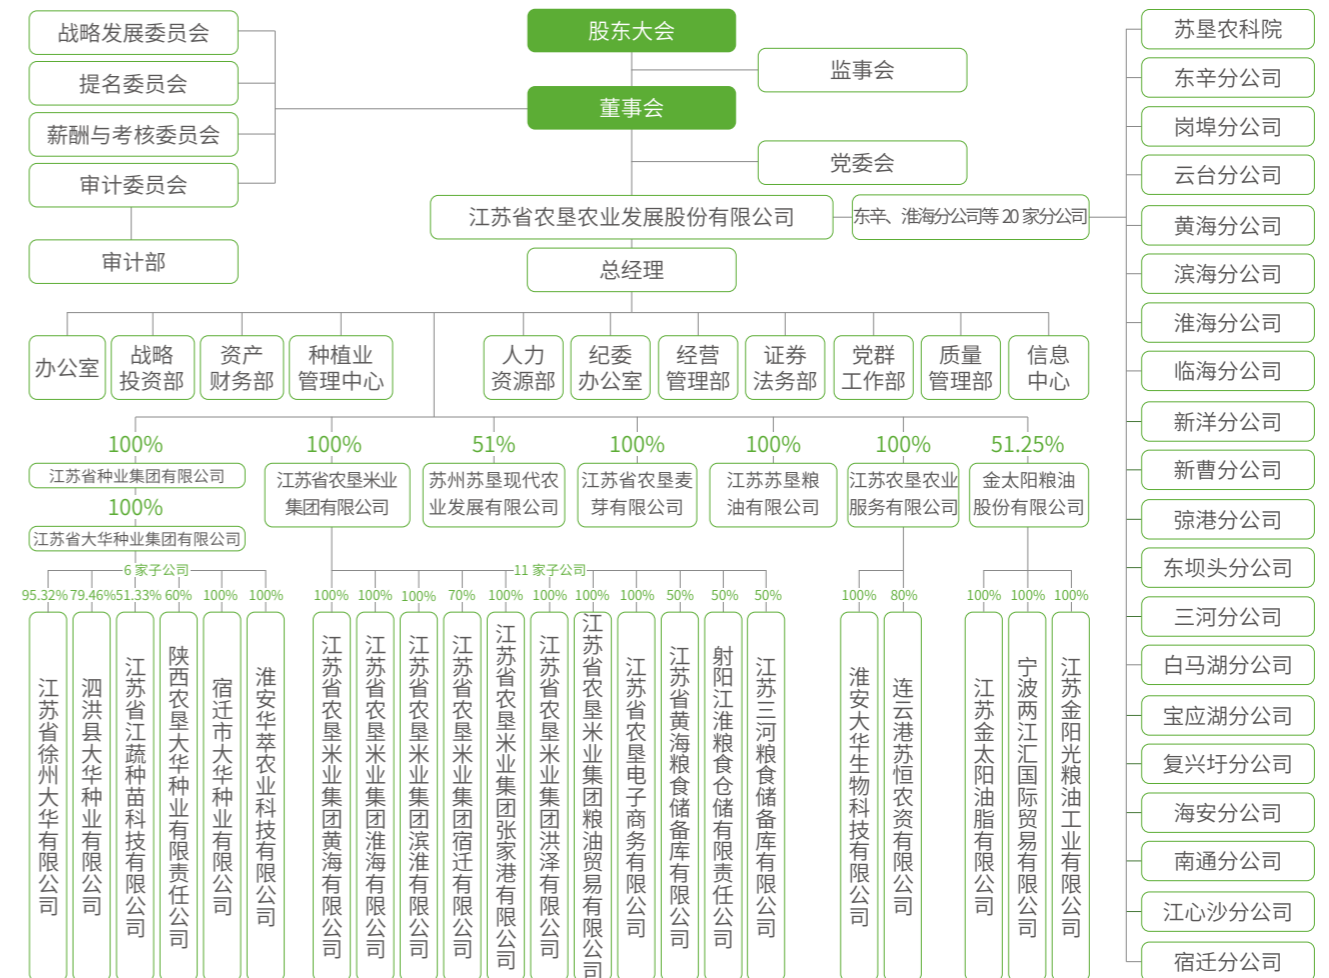 股东大会
监事会
董事会
党委会
战略发展委员会
提名委员会
薪酬与考核委员会
审计委员会
审计部
江苏省农垦农业发展股份有限公司
东辛、淮海分公司等 20 家分公司
总经理
办公室
战略
投资部
资产
财务部
种植业
管理中心
人力
资源部
纪委
办公室
经营
管理部
证券
法务部
党群
工作部
质量
管理部
信息
中心
100%
江苏省种业集团有限公司
100%
江苏省大华种业集团有限公司
100%
江苏省农垦米业
集团有限公司
51%
苏州苏垦现代农
业发展有限公司
100%
江苏省农垦麦
芽有限公司
100%
江苏苏垦粮
油有限公司
100%
江苏农垦农业
服务有限公司
51.25%
金太阳粮油
股份有限公司
6 家子公司
95.32%
江苏省徐州大华有限公司
79.46%
泗洪县大华种业有限公司
51.33%
江苏省江蔬种苗科技有限公司
60%
陕西农垦大华种业有限责任公司
100%
宿迁市大华种业有限公司
100%
淮安华萃农业科技有限公司
11 家子公司
100%
江苏省农垦米业集团黄海有限公司
100%
江苏省农垦米业集团淮海有限公司
100%
江苏省农垦米业集团滨淮有限公司
70%
江苏省农垦米业集团宿迁有限公司
100%
江苏省农垦米业集团张家港有限公司
100%
江苏省农垦米业集团洪泽有限公司
100%
江苏省农垦米业集团粮油贸易有限公司
100%
江苏省农垦电子商务有限公司
50%
江苏省黄海粮食储备库有限公司
50%
射阳江淮粮食仓储有限责任公司
50%
江苏三河粮食储备库有限公司
100%
淮安大华生物科技有限公司
80%
连云港苏恒农资有限公司
100%
江苏金太阳油脂有限公司
100%
宁波两江汇国际贸易有限公司
100%
江苏金阳光粮油工业有限公司
苏垦农科院
东辛分公司
岗埠分公司
云台分公司
黄海分公司
滨海分公司
淮海分公司
临海分公司
新洋分公司
新曹分公司
弶港分公司
东坝头分公司
三河分公司
白马湖分公司
宝应湖分公司
复兴圩分公司
海安分公司
南通分公司
江心沙分公司
宿迁分公司